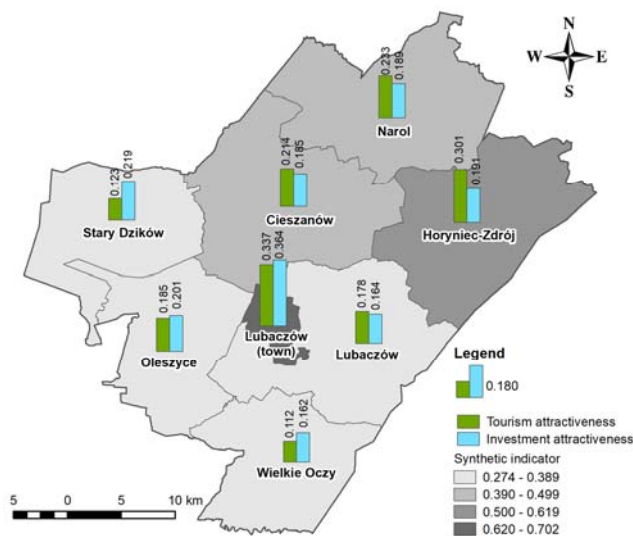 N
W E
S
0.233
0.189
Narol
0.123
0.219
Stary Dzików
0.214
0.185
Cieszanów
0.301
0.191
Horyniec-Zdrój
0.337
0.364
Lubaczów
(town)
0.185
0.201
Oleszyce
0.178
0.164
Lubaczów
0.112
0.162
Wielkie Oczy
Legend
0.180
Tourism attractiveness
Investment attractiveness
Synthetic indicator
0.274 - 0.389
0.390 - 0.499
0.500 - 0.619
0.620 - 0.702
5 0 5 10 km